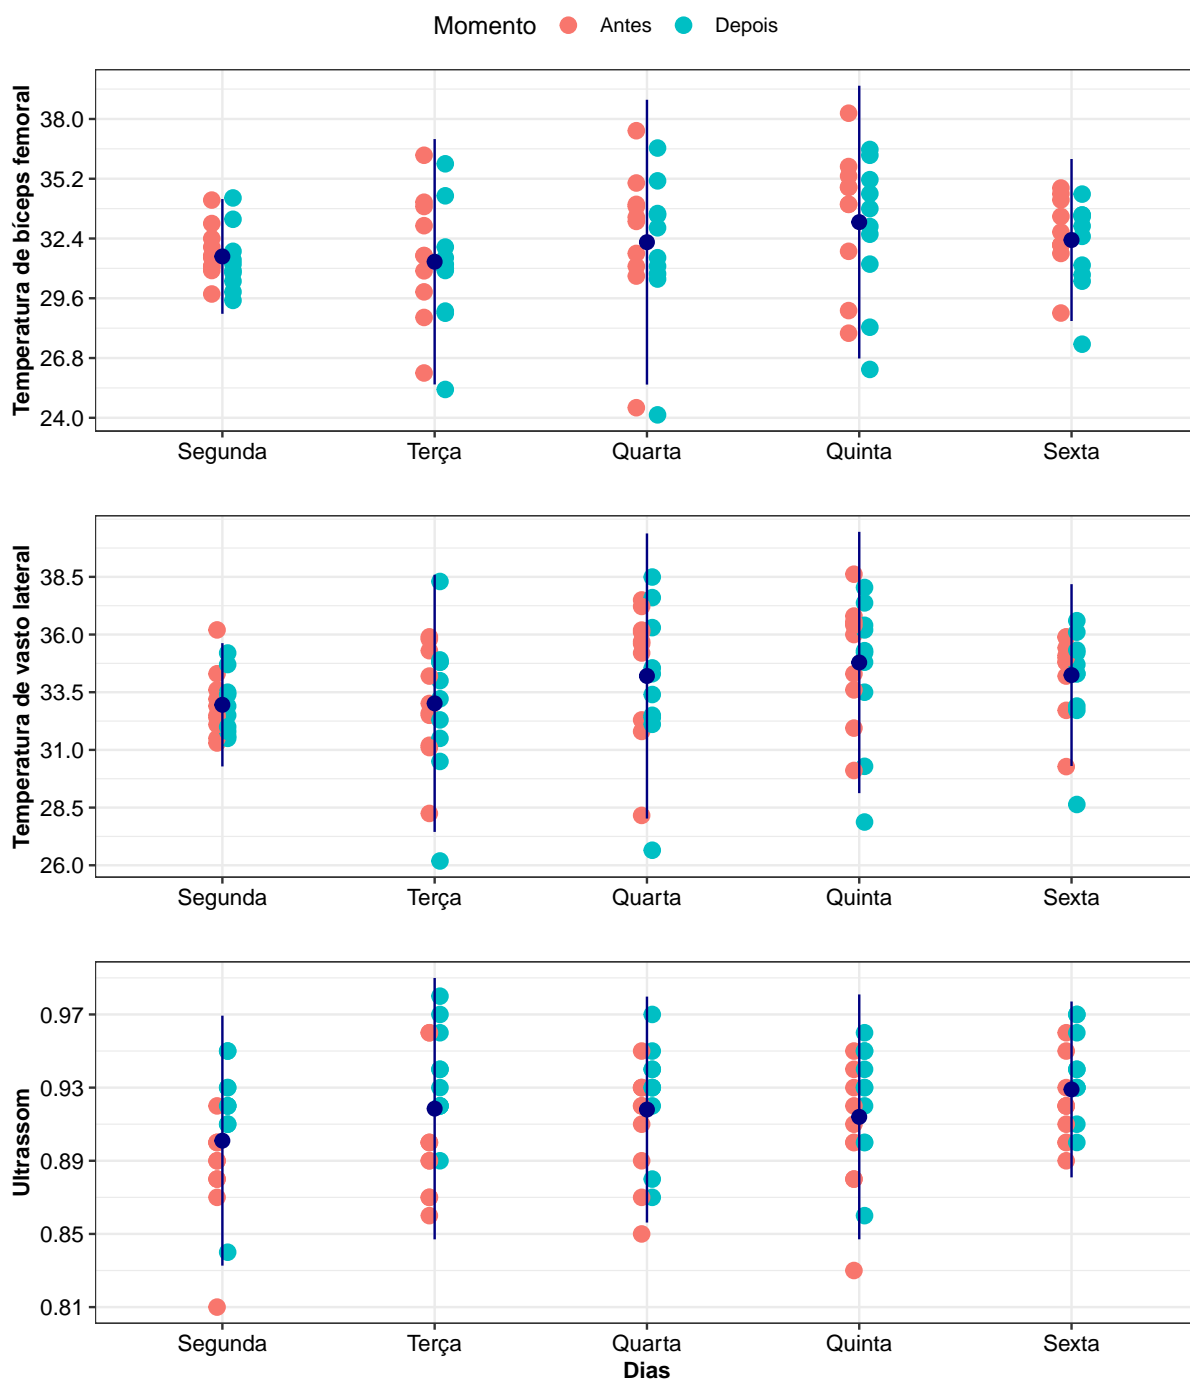 Momento Antes Depois
Temperatura de bíceps femoral
38.0
35.2
32.4
29.6
26.8
24.0
Segunda Terça Quarta Quinta Sexta
Temperatura de vasto lateral
38.5
36.0
33.5
31.0
28.5
26.0
Segunda Terça Quarta Quinta Sexta
Ultrassom
0.97
0.93
0.89
0.85
0.81
Segunda Terça Quarta Quinta Sexta
Dias